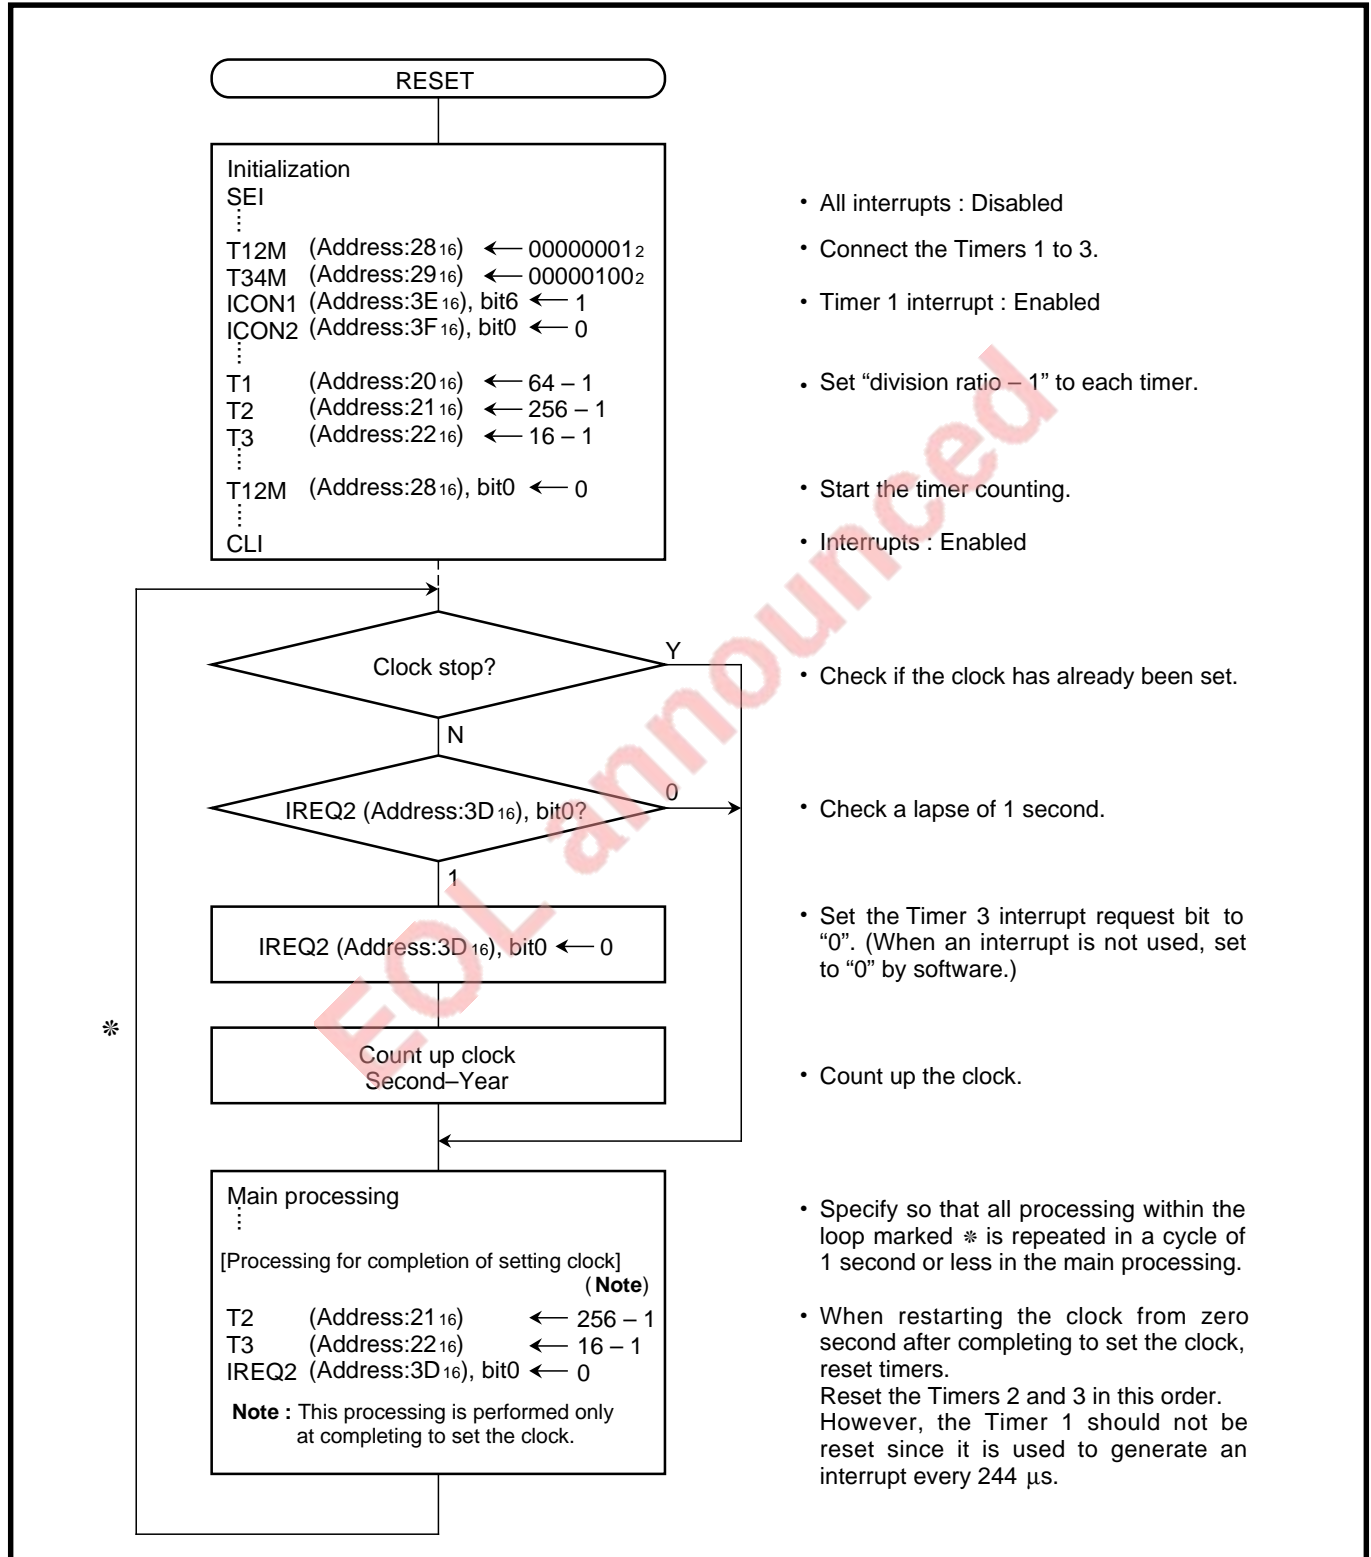 RESET
Initialization
SEI
T12M (Address:28₁₆) ← 00000001₂
T34M (Address:29₁₆) ← 00000100₂
ICON1 (Address:3E₁₆), bit6 ← 1
ICON2 (Address:3F₁₆), bit0 ← 0
T1 (Address:20₁₆) ← 64 – 1
T2 (Address:21₁₆) ← 256 – 1
T3 (Address:22₁₆) ← 16 – 1
T12M (Address:28₁₆), bit0 ← 0
CLI
• All interrupts : Disabled
• Connect the Timers 1 to 3.
• Timer 1 interrupt : Enabled
• Set “division ratio – 1” to each timer.
• Start the timer counting.
• Interrupts : Enabled
Clock stop?
Y
N
• Check if the clock has already been set.
IREQ2 (Address:3D₁₆), bit0?
0
1
• Check a lapse of 1 second.
IREQ2 (Address:3D₁₆), bit0 ← 0
• Set the Timer 3 interrupt request bit to
“0”. (When an interrupt is not used, set
to “0” by software.)
※
Count up clock
Second–Year
• Count up the clock.
Main processing
[Processing for completion of setting clock]
(Note)
T2 (Address:21₁₆) ← 256 – 1
T3 (Address:22₁₆) ← 16 – 1
IREQ2 (Address:3D₁₆), bit0 ← 0
Note : This processing is performed only
at completing to set the clock.
• Specify so that all processing within the
loop marked ※ is repeated in a cycle of
1 second or less in the main processing.
• When restarting the clock from zero
second after completing to set the clock,
reset timers.
Reset the Timers 2 and 3 in this order.
However, the Timer 1 should not be
reset since it is used to generate an
interrupt every 244 μs.
EOL announced